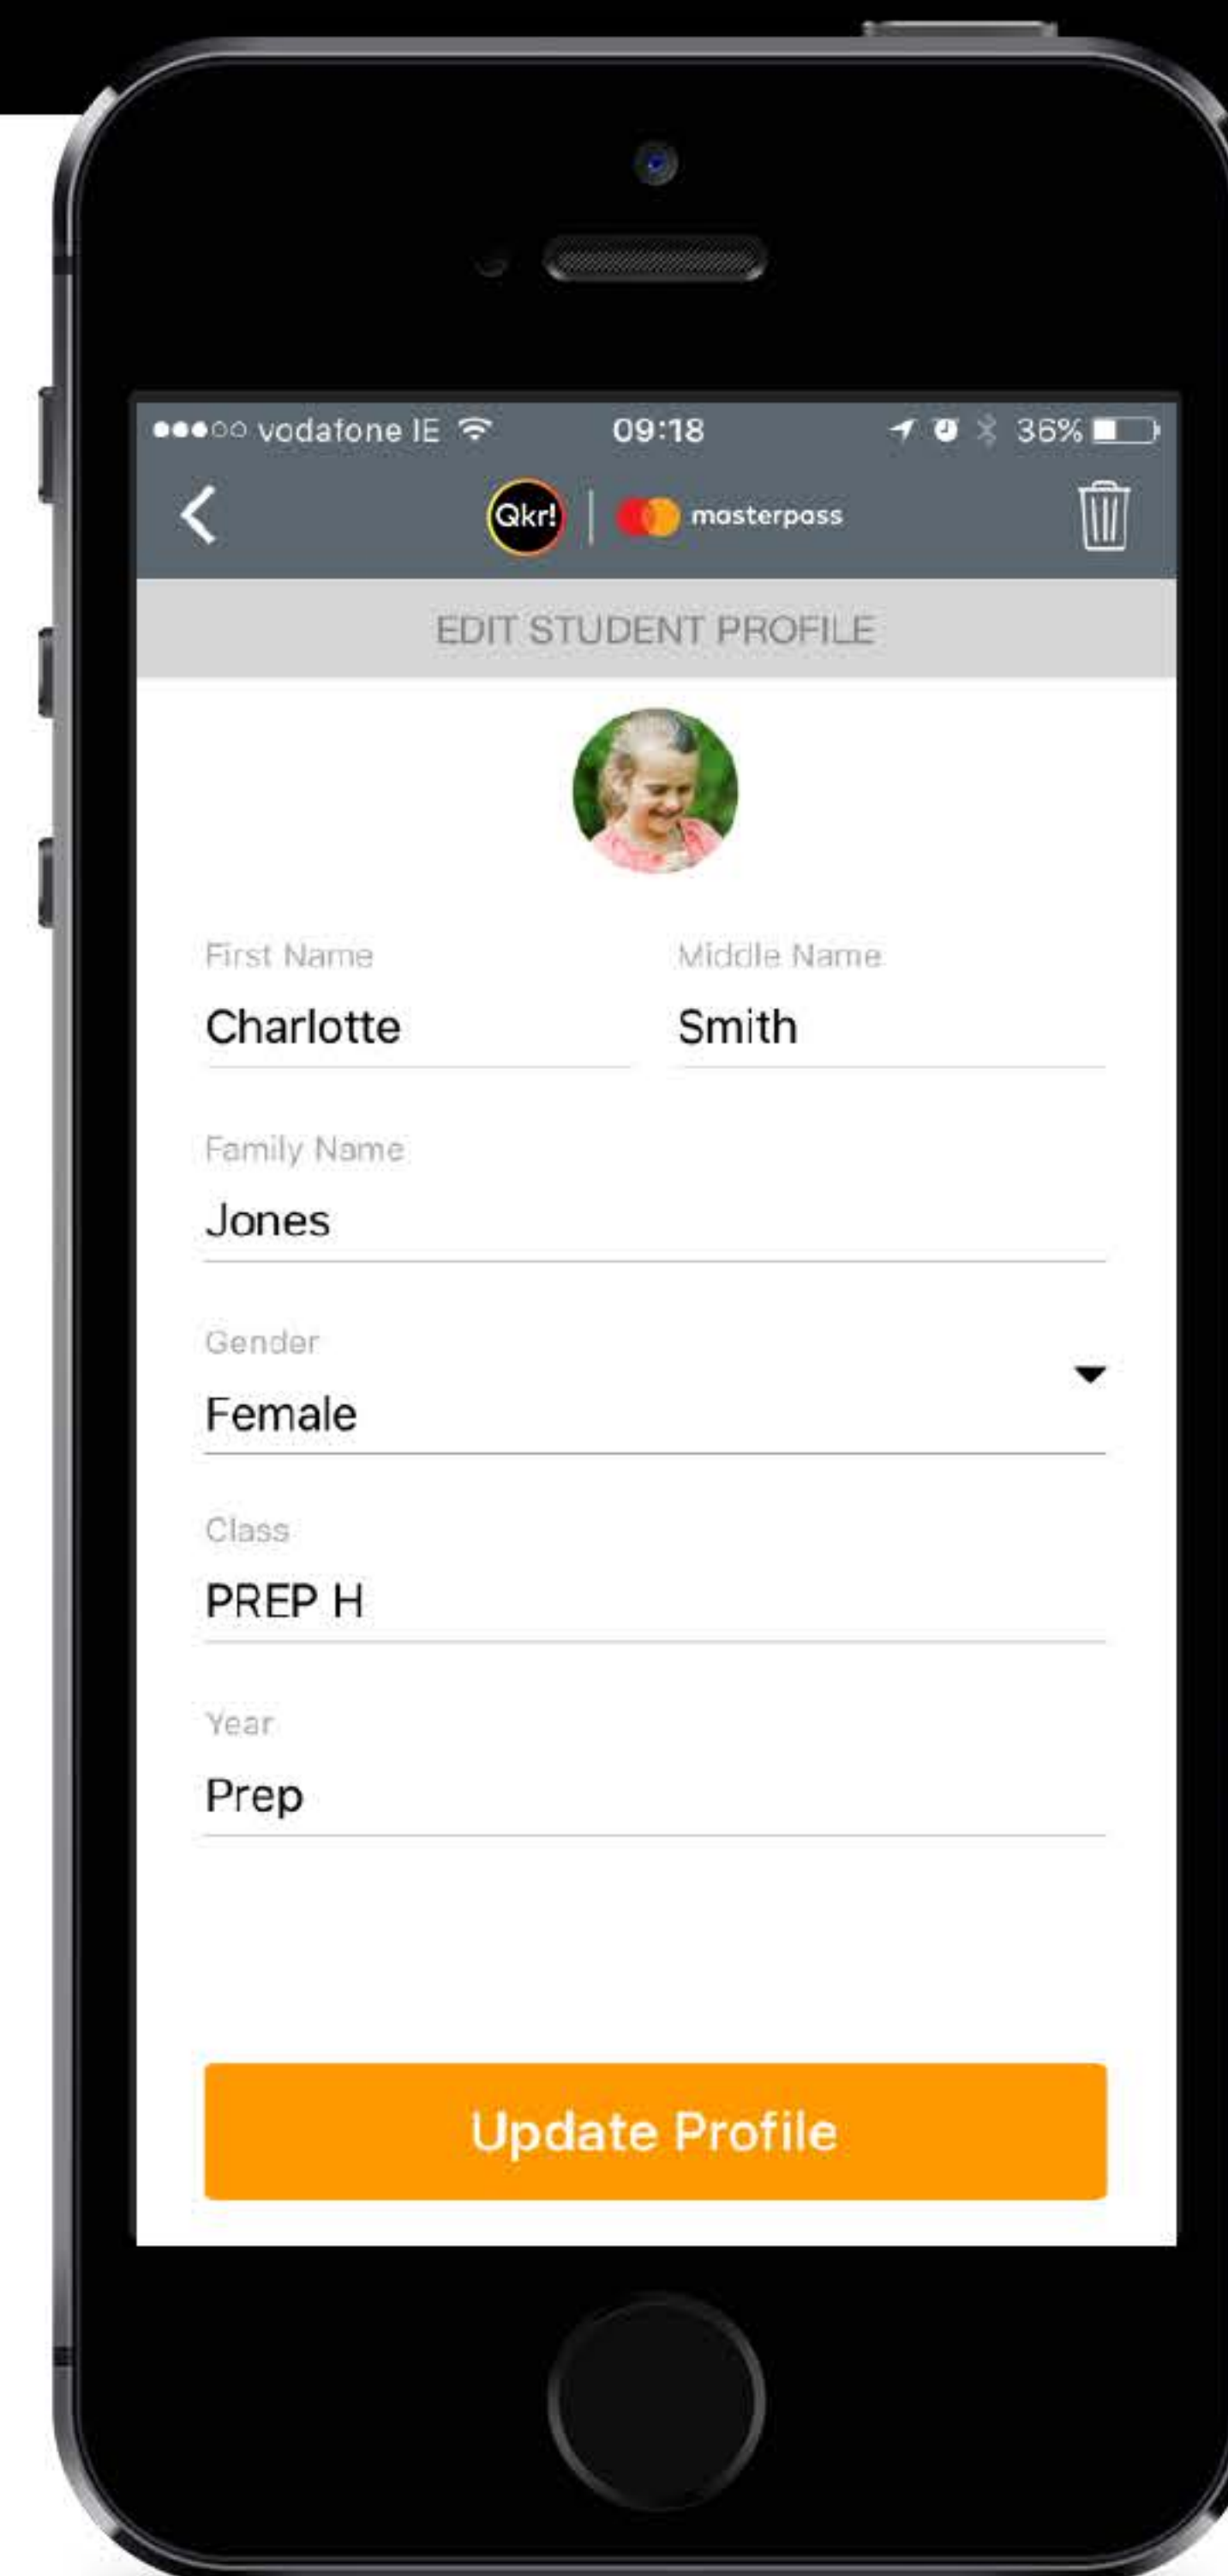 vodafone IE 09:18 36%
Qkr! masterpass
EDIT STUDENT PROFILE
First Name Middle Name
Charlotte Smith
Family Name
Jones
Gender
Female
Class
PREP H
Year
Prep
Update Profile